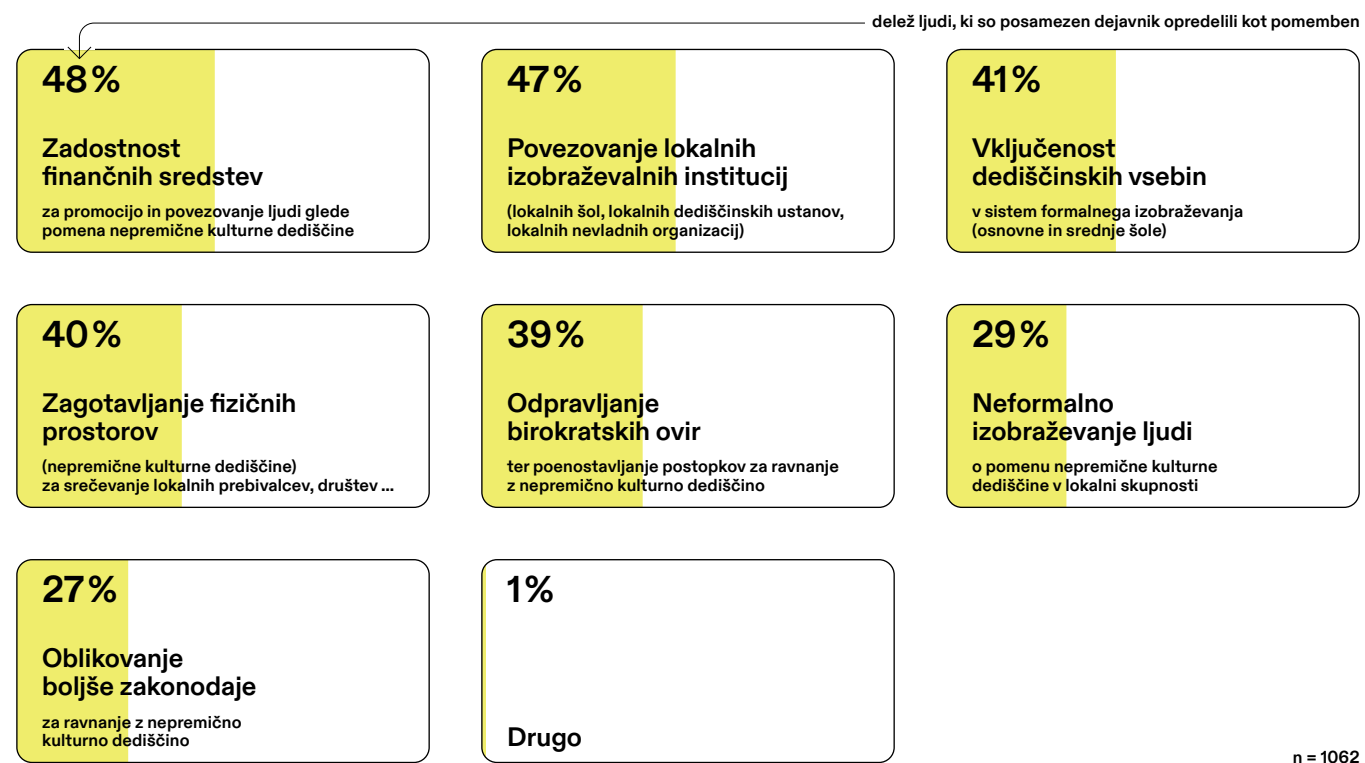 delež ljudi, ki so posamezen dejavnik opredelili kot pomemben
48%
Zadostnost
finančnih sredstev
za promocijo in povezovanje ljudi glede
pomena nepremične kulturne dediščine
47%
Povezovanje lokalnih
izobraževalnih institucij
(lokalnih šol, lokalnih dediščinskih ustanov,
lokalnih nevladnih organizacij)
41%
Vključenost
dediščinskih vsebin
v sistem formalnega izobraževanja
(osnovne in srednje šole)
40%
Zagotavljanje fizičnih
prostorov
(nepremične kulturne dediščine)
za srečevanje lokalnih prebivalcev, društev ...
39%
Odpravljanje
birokratskih ovir
ter poenostavljanje postopkov za ravnanje
z nepremično kulturno dediščino
29%
Neformalno
izobraževanje ljudi
o pomenu nepremične kulturne
dediščine v lokalni skupnosti
27%
Oblikovanje
boljše zakonodaje
za ravnanje z nepremično
kulturno dediščino
1%
Drugo
n = 1062